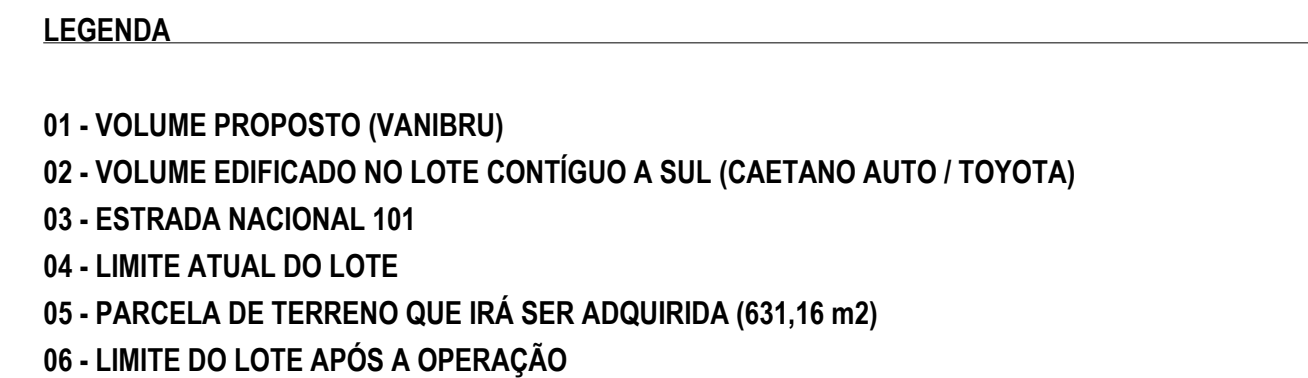 LEGENDA
01 - VOLUME PROPOSTO (VANIBRU)
02 - VOLUME EDIFICADO NO LOTE CONTÍGUO A SUL (CAETANO AUTO / TOYOTA)
03 - ESTRADA NACIONAL 101
04 - LIMITE ATUAL DO LOTE
05 - PARCELA DE TERRENO QUE IRÁ SER ADQUIRIDA (631,16 m2)
06 - LIMITE DO LOTE APÓS A OPERAÇÃO